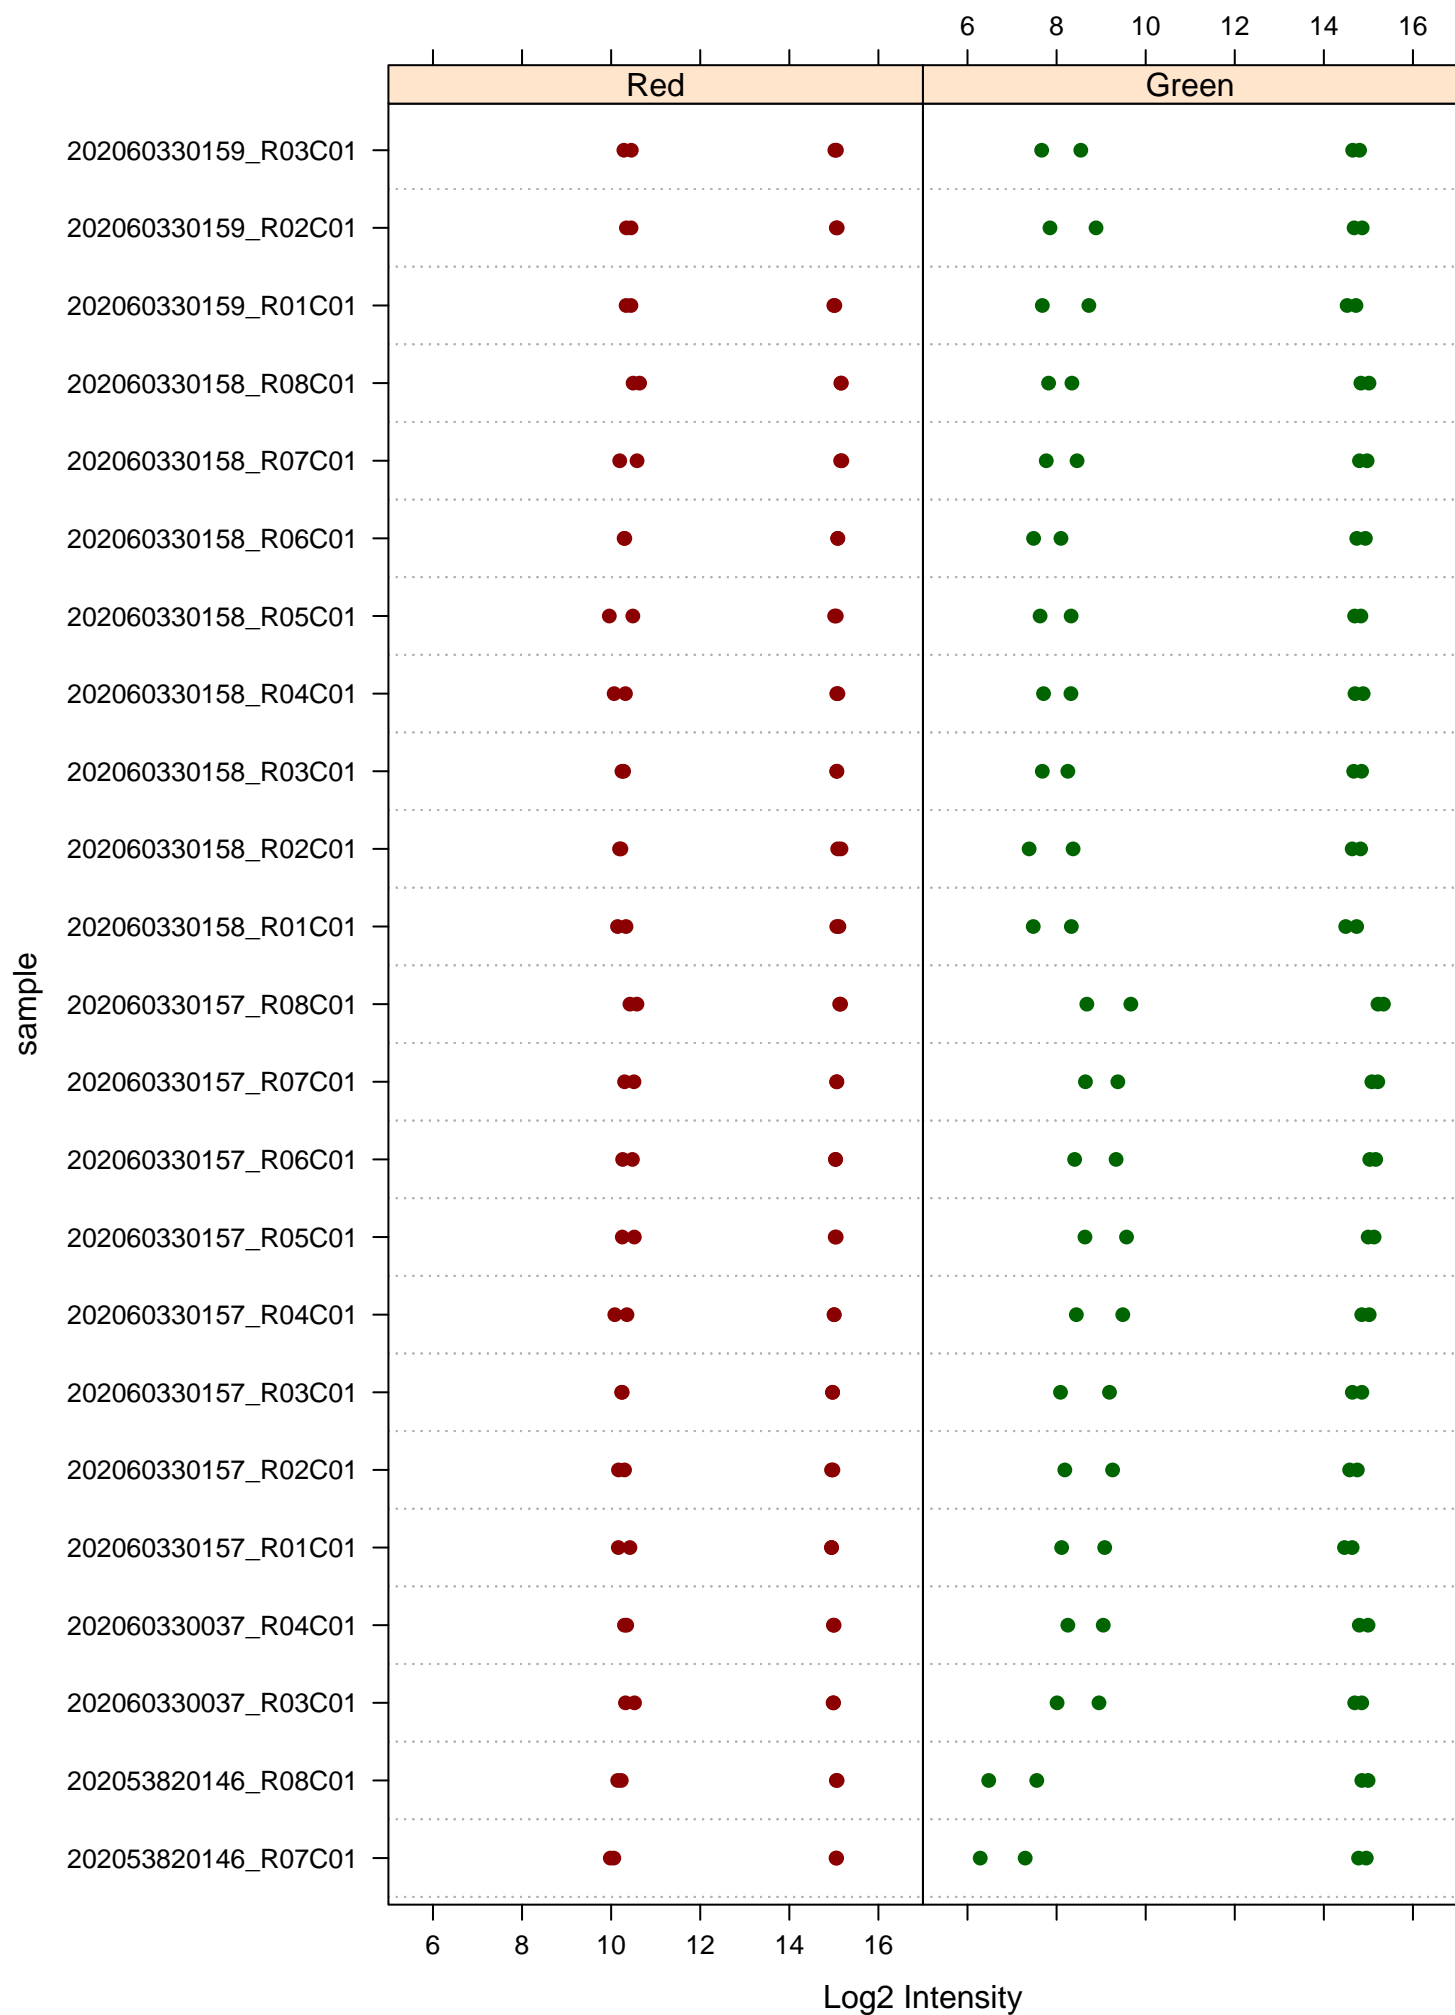 6 8 10 12 14 16
Red Green
202060330159_R03C01
202060330159_R02C01
202060330159_R01C01
202060330158_R08C01
202060330158_R07C01
202060330158_R06C01
202060330158_R05C01
202060330158_R04C01
202060330158_R03C01
202060330158_R02C01
202060330158_R01C01
202060330157_R08C01
202060330157_R07C01
202060330157_R06C01
202060330157_R05C01
202060330157_R04C01
202060330157_R03C01
202060330157_R02C01
202060330157_R01C01
202060330037_R04C01
202060330037_R03C01
202053820146_R08C01
202053820146_R07C01
sample
6 8 10 12 14 16
Log2 Intensity